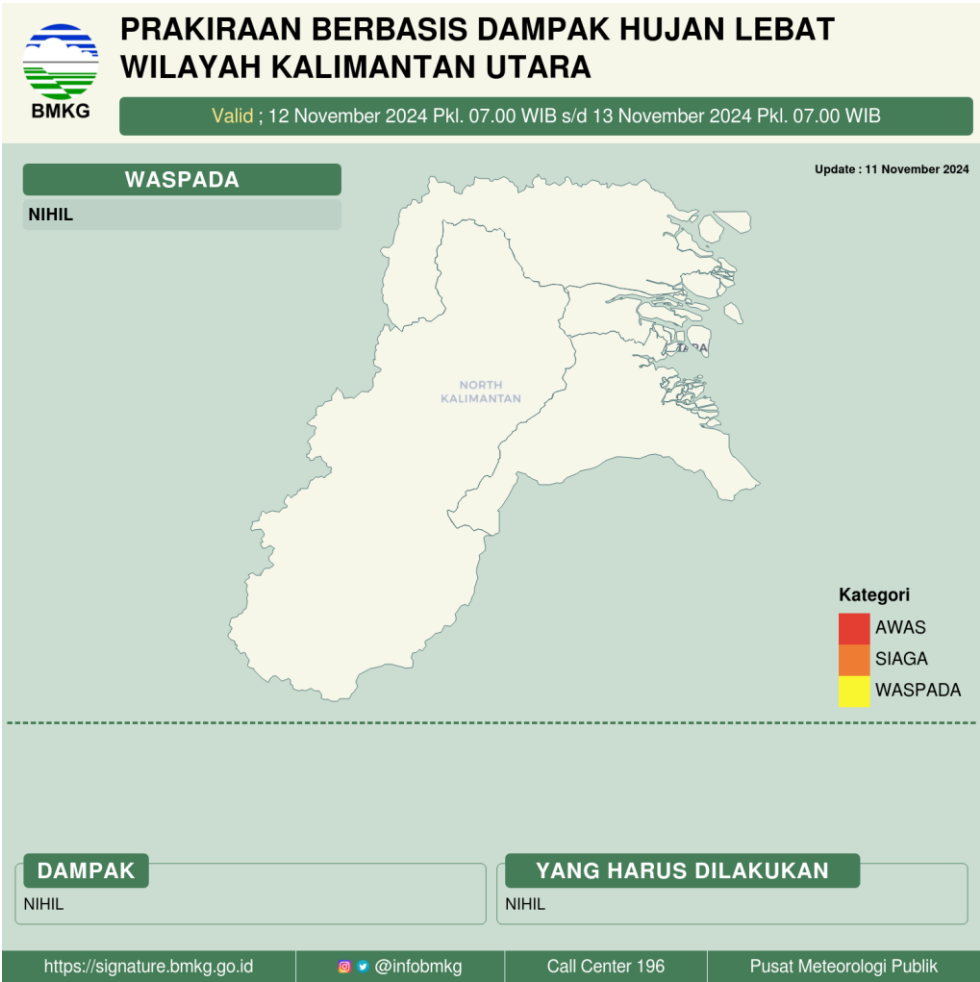 PRAKIRAAN BERBASIS DAMPAK HUJAN LEBAT
WILAYAH KALIMANTAN UTARA
BMKG
Valid ; 12 November 2024 Pkl. 07.00 WIB s/d 13 November 2024 Pkl. 07.00 WIB
WASPADA
Update : 11 November 2024
NIHIL
NORTH
KALIMANTAN
Kategori
AWAS
SIAGA
WASPADA
DAMPAK
NIHIL
YANG HARUS DILAKUKAN
NIHIL
https://signature.bmkg.go.id
@infobmkg
Call Center 196
Pusat Meteorologi Publik